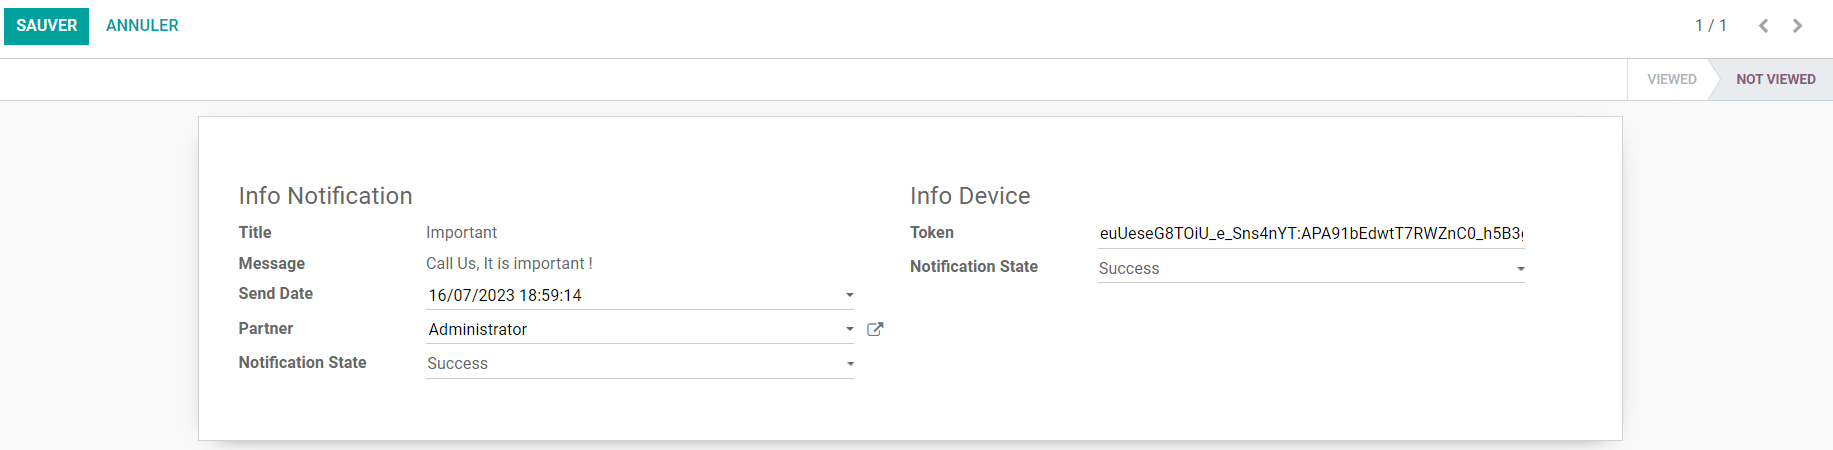 SAUVER ANNULER 1 / 1
VIEWED NOT VIEWED
Info Notification
Title Important
Message Call Us, It is important !
Send Date 16/07/2023 18:59:14
Partner Administrator
Notification State Success
Info Device
Token euUeseG8TOiU_e_Sns4nYT:APA91bEdwtT7RWZnC0_h5B3
Notification State Success